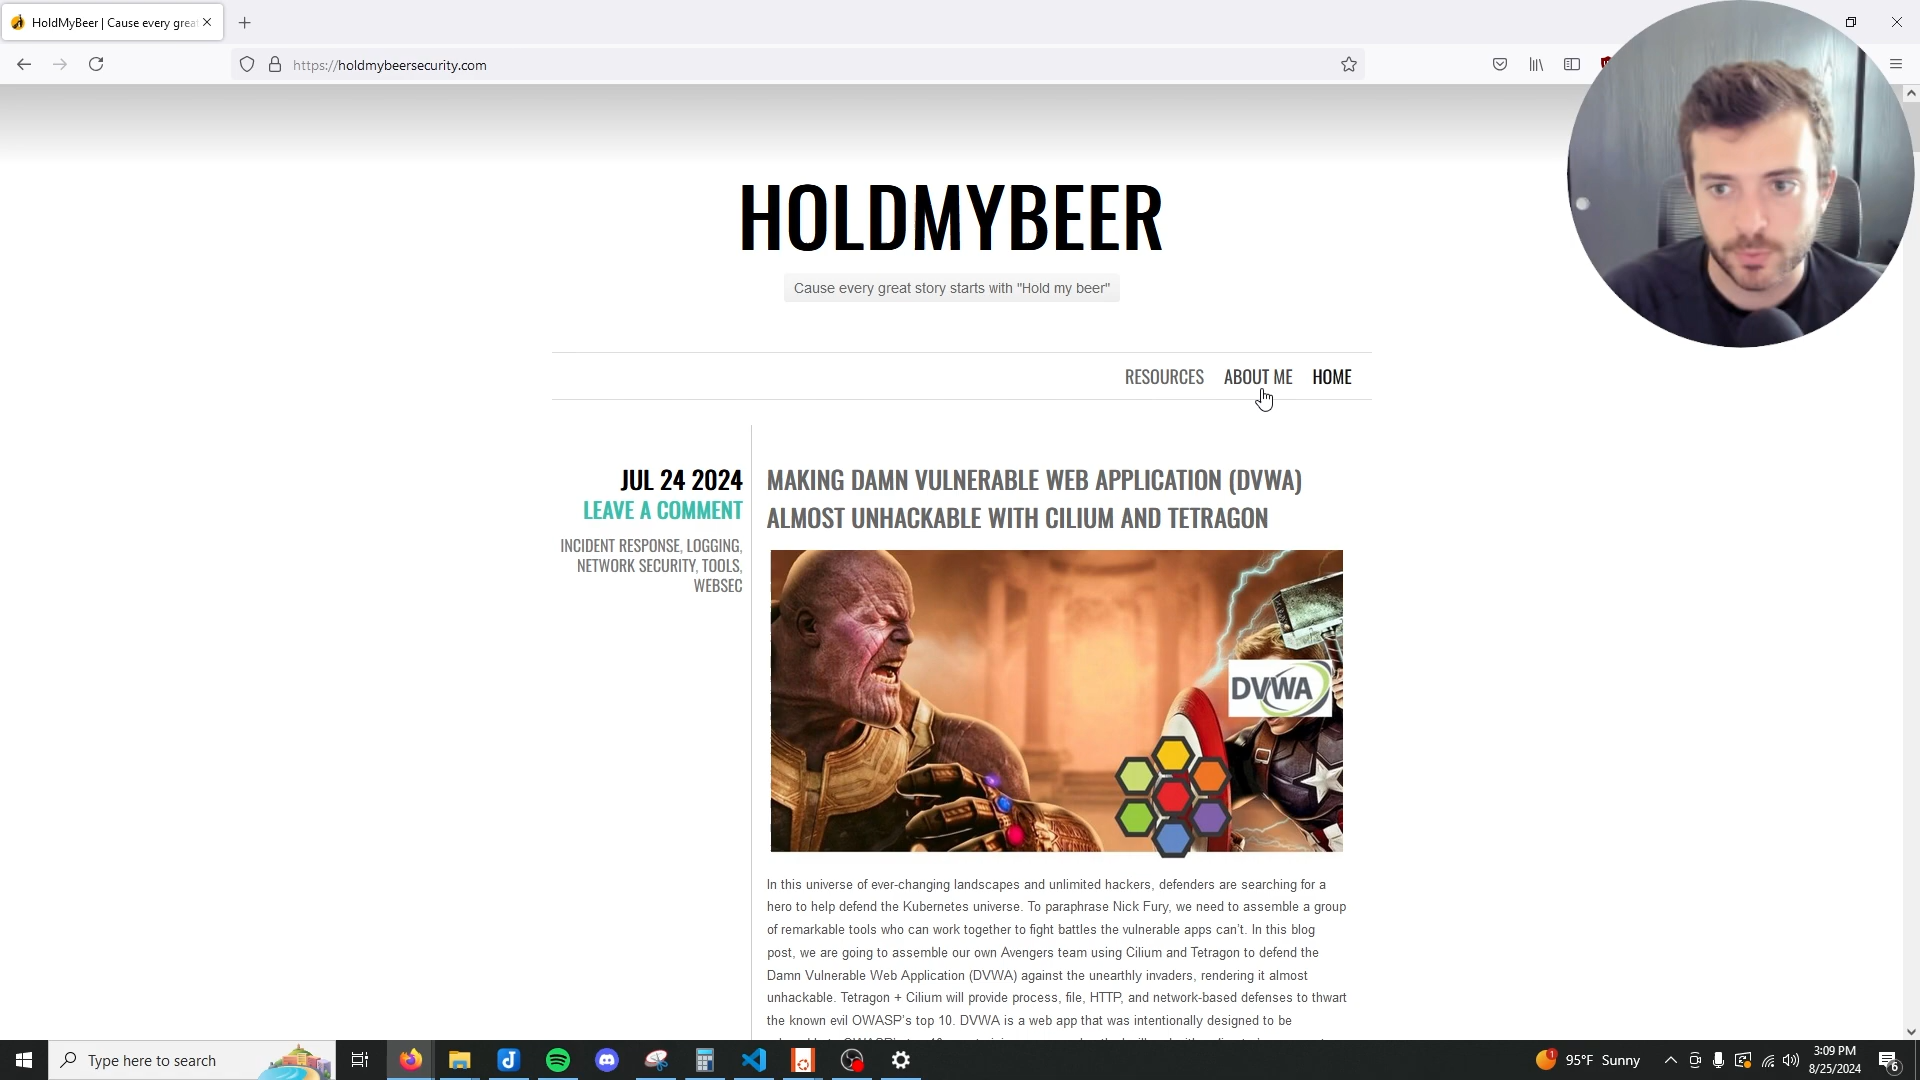 HoldMyBeer | Cause every grea
https://holdmybeersecurity.com
HOLDMYBEER
Cause every great story starts with "Hold my beer"
RESOURCES ABOUT ME HOME
JUL 24 2024
LEAVE A COMMENT
INCIDENT RESPONSE, LOGGING,
NETWORK SECURITY, TOOLS,
WEBSEC
MAKING DAMN VULNERABLE WEB APPLICATION (DVWA)
ALMOST UNHACKABLE WITH CILIUM AND TETRAGON
DVWA
In this universe of ever-changing landscapes and unlimited hackers, defenders are searching for a
hero to help defend the Kubernetes universe. To paraphrase Nick Fury, we need to assemble a group
of remarkable tools who can work together to fight battles the vulnerable apps can't. In this blog
post, we are going to assemble our own Avengers team using Cilium and Tetragon to defend the
Damn Vulnerable Web Application (DVWA) against the unearthly invaders, rendering it almost
unhackable. Tetragon + Cilium will provide process, file, HTTP, and network-based defenses to thwart
the known evil OWASP's top 10. DVWA is a web app that was intentionally designed to be
Type here to search
1
95°F Sunny
3:09 PM
8/25/2024
6